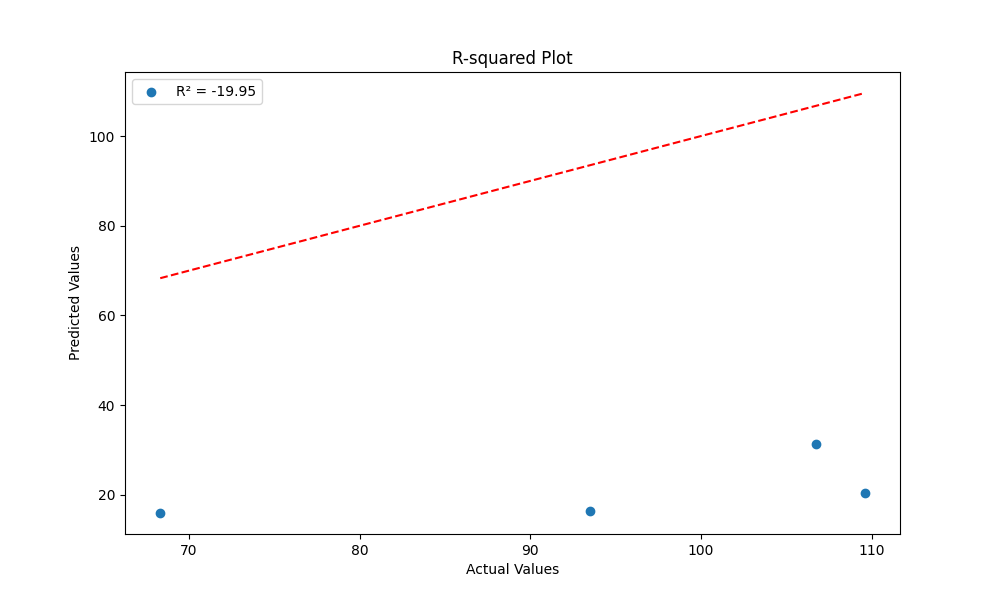 R-squared Plot
R² = -19.95
100
80
60
40
20
Predicted Values
70
80
90
100
110
Actual Values